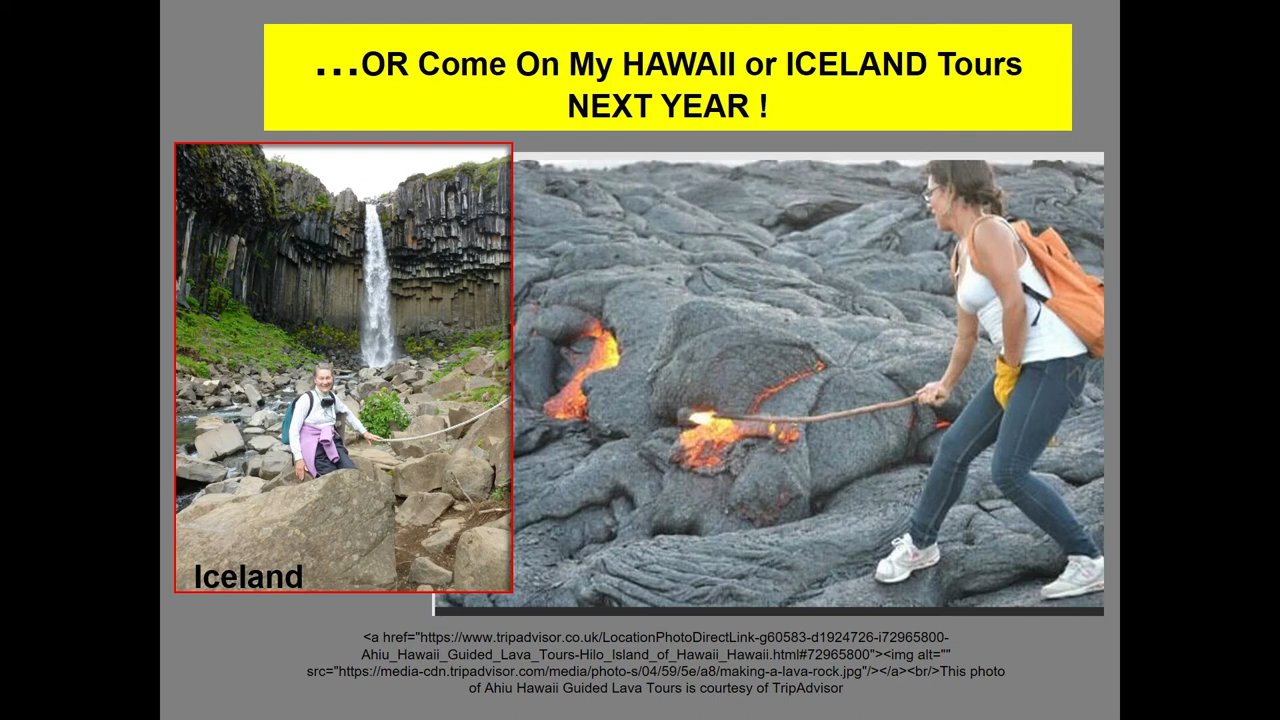 ...OR Come On My HAWAII or ICELAND Tours
NEXT YEAR !
Iceland
<a href="https://www.tripadvisor.co.uk/LocationPhotoDirectLink-g60583-d1924726-i72965800-
Ahiu_Hawaii_Guided_Lava_Tours-Hilo_Island_of_Hawaii_Hawaii.html#72965800"><img alt=""
src="https://media-cdn.tripadvisor.com/media/photo-s/04/59/5e/a8/making-a-lava-rock.jpg"/></a><br/>This photo
of Ahiu Hawaii Guided Lava Tours is courtesy of TripAdvisor